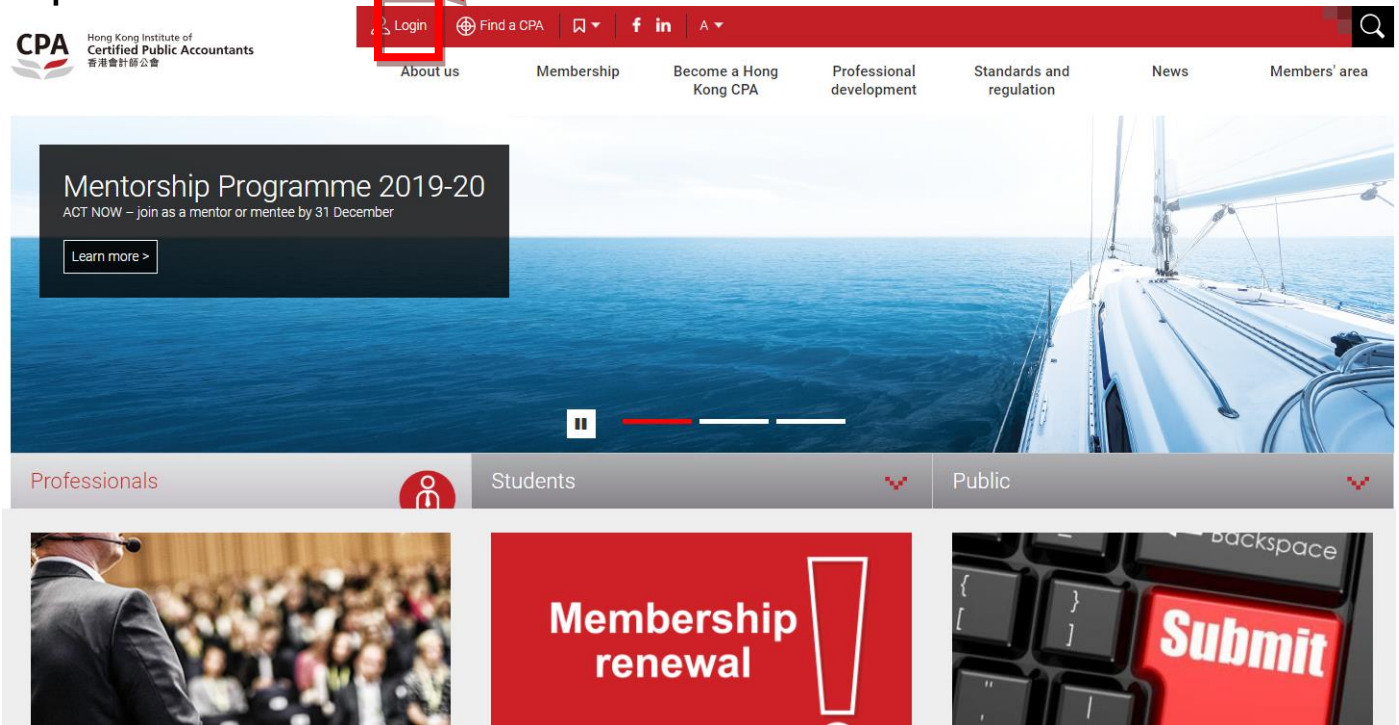 Login
Find a CPA
f
in
A
CPA
Hong Kong Institute of
Certified Public Accountants
香港會計師公會
About us
Membership
Become a Hong
Kong CPA
Professional
development
Standards and
regulation
News
Members' area
Mentorship Programme 2019-20
ACT NOW – join as a mentor or mentee by 31 December
Learn more >
Professionals
Students
Public
Membership
renewal
!
Backspace
{
[
}
]
Submit
"
'
|